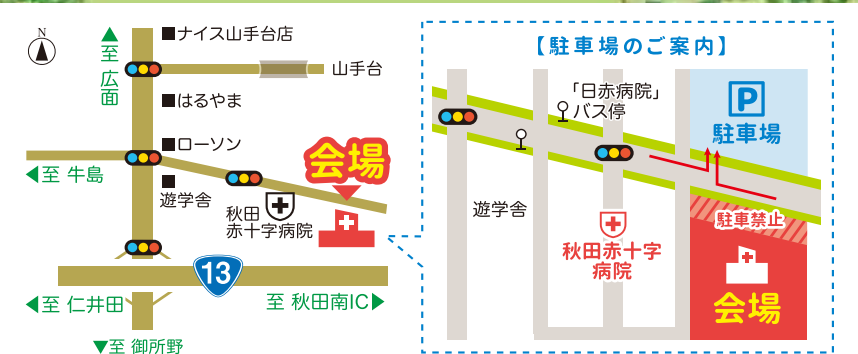 N
▲
至
広
面
■ナイス山手台店
山手台
■はるやま
■ローソン
◀至 牛島
■
遊学舎
会場
秋田
赤十字病院
13
◀至 仁井田
至 秋田南IC▶
▼至 御所野
【駐車場のご案内】
「日赤病院」
バス停
P
駐車場
遊学舎
駐車禁止
秋田赤十字
病院
会場